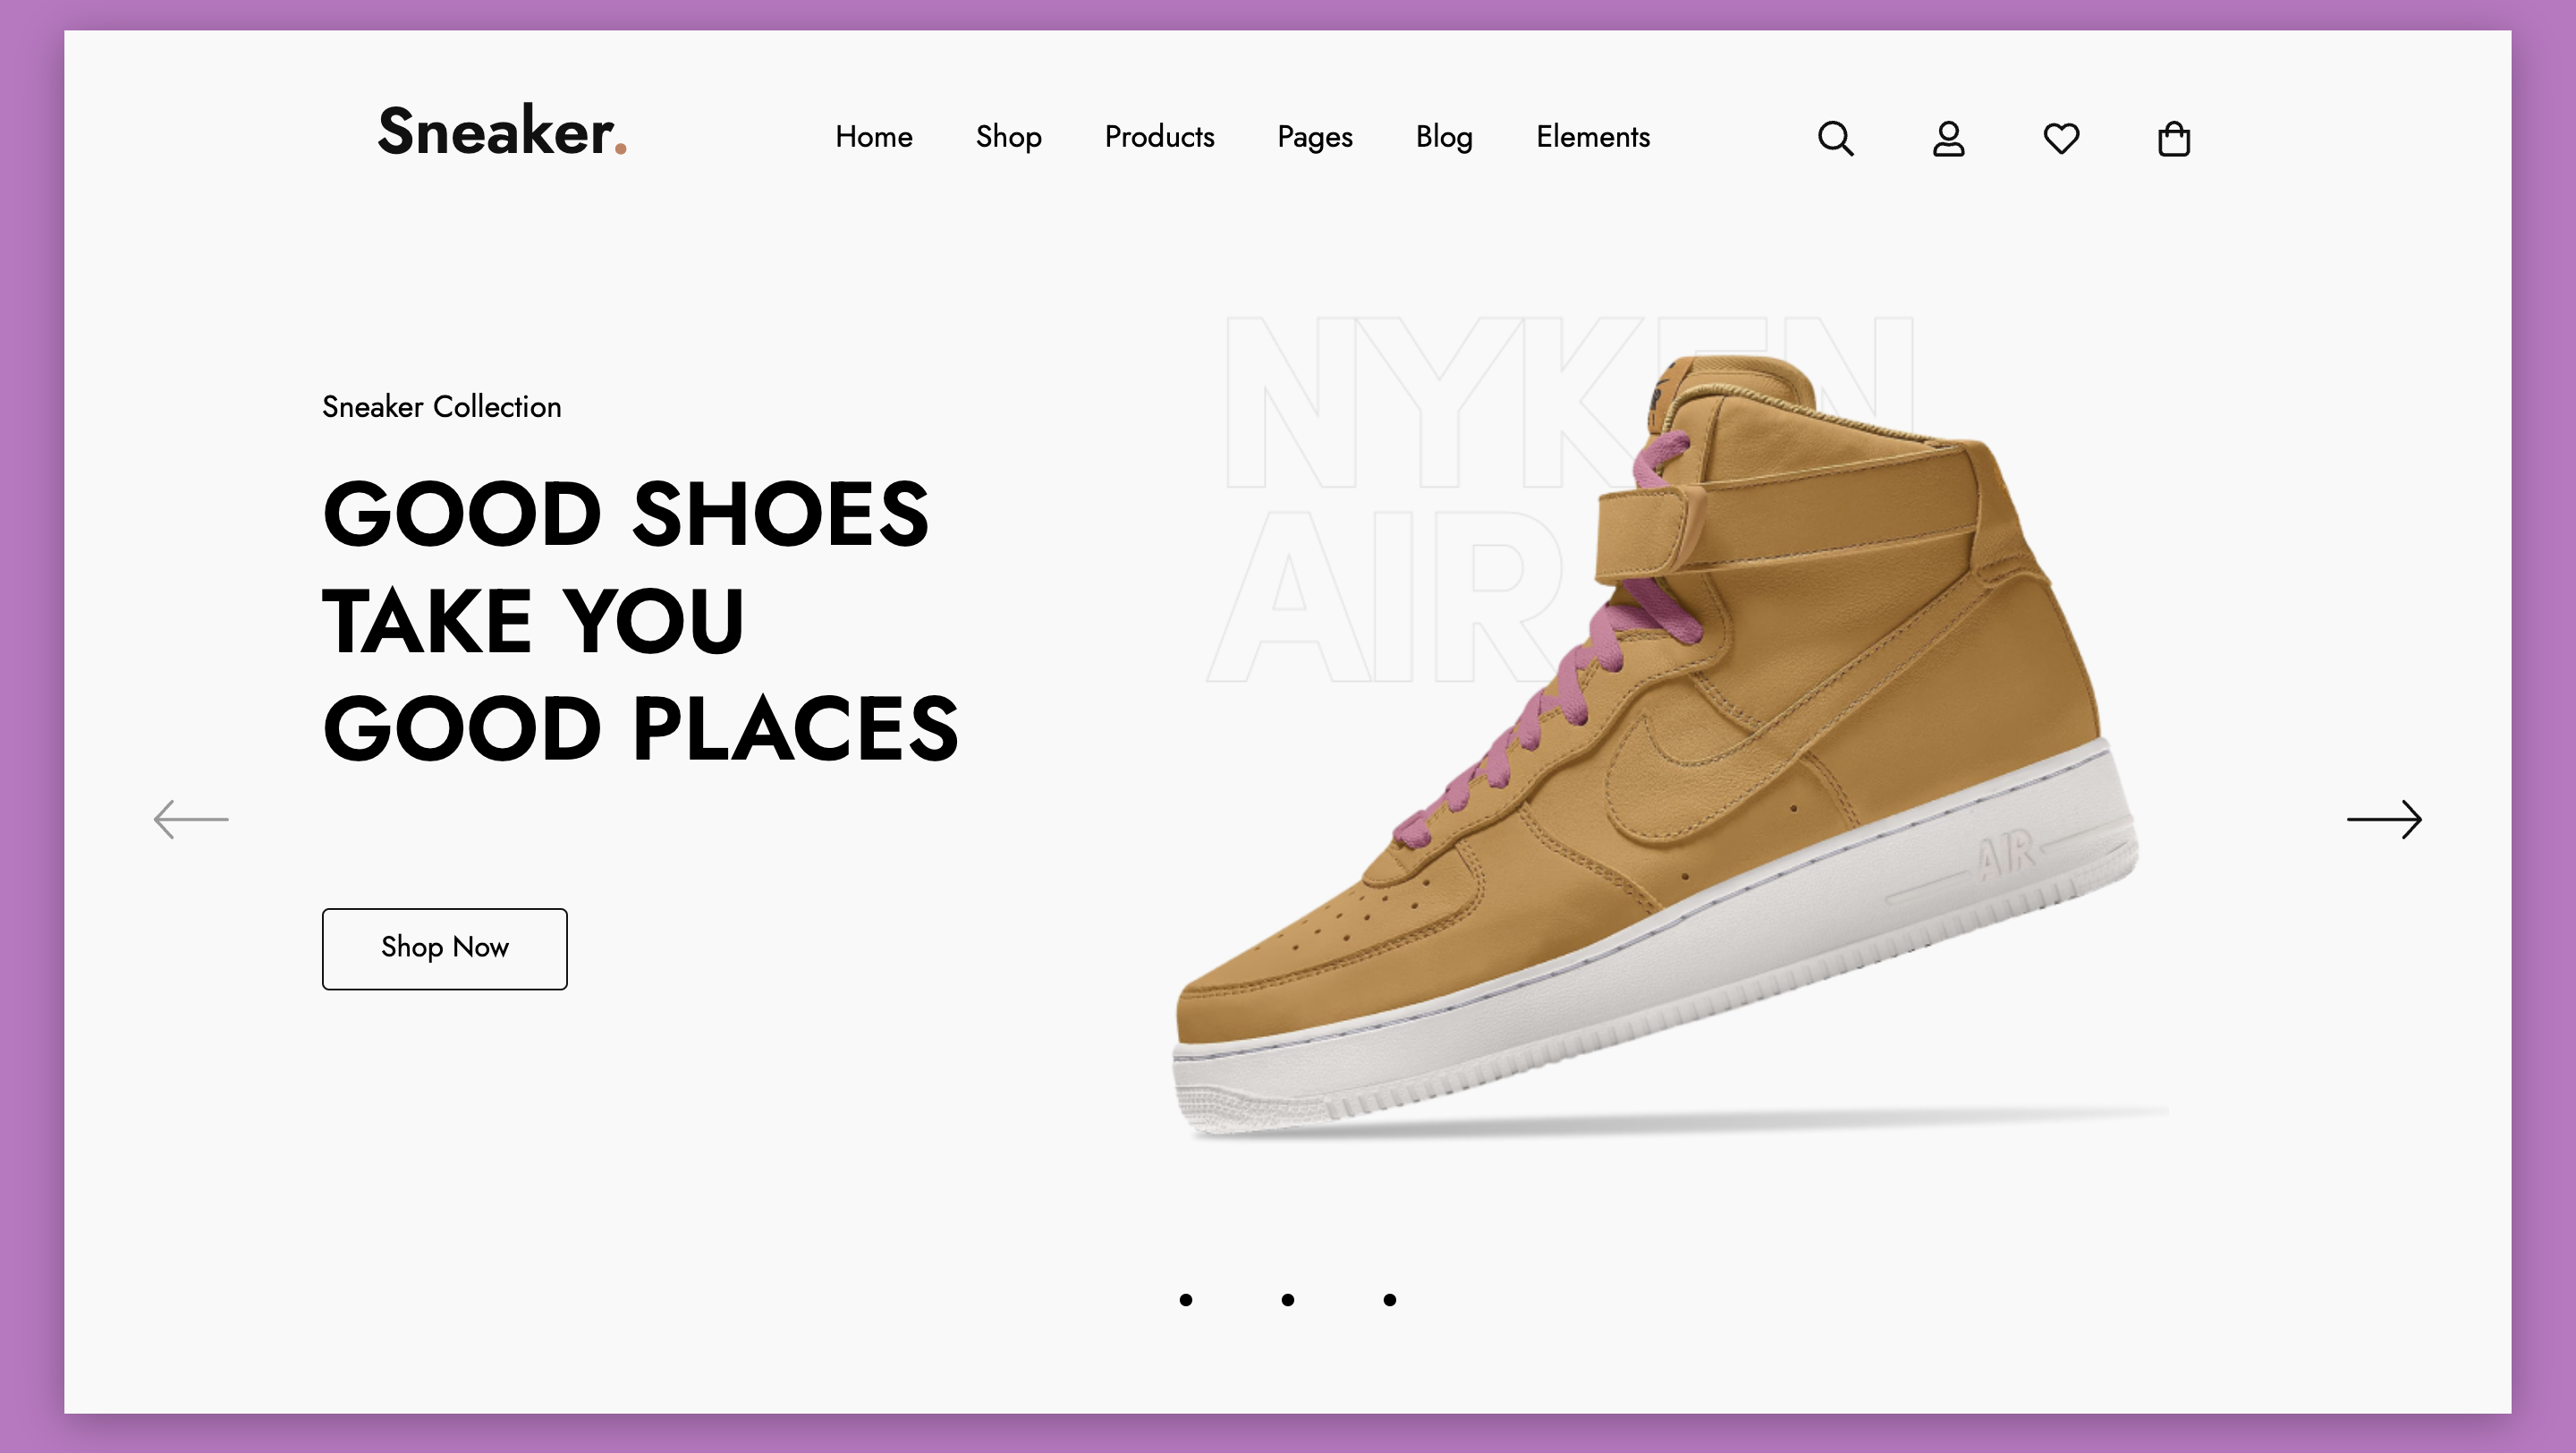 Sneaker.
Home Shop Products Pages Blog Elements
NYKEN
AIR
Sneaker Collection
GOOD SHOES
TAKE YOU
GOOD PLACES
AIR
Shop Now